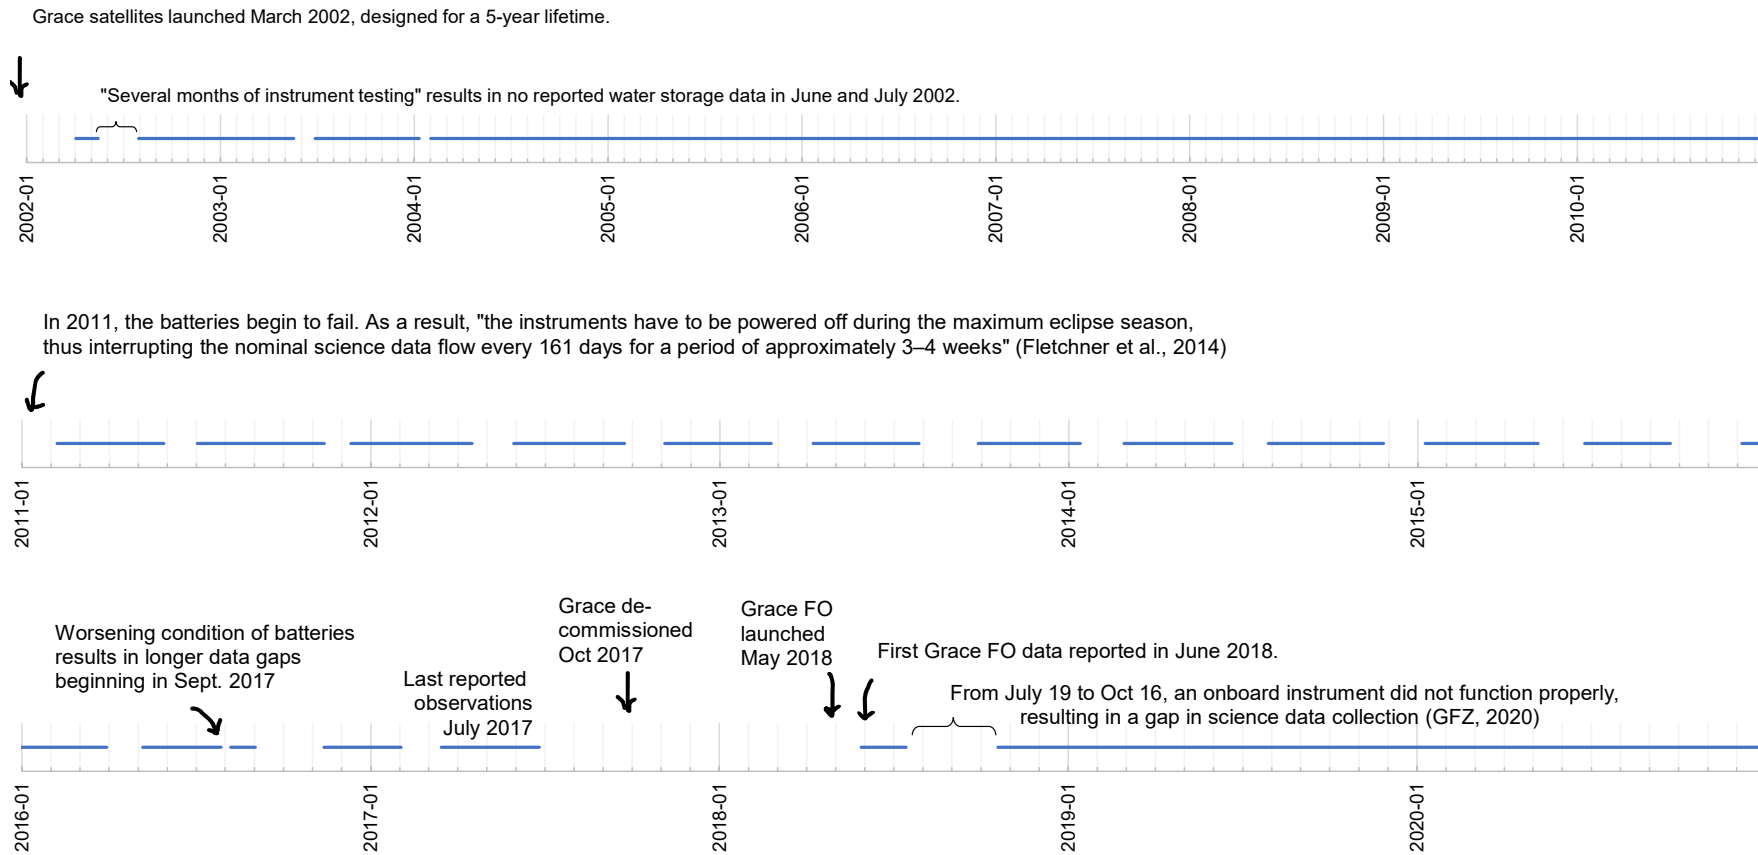 Grace satellites launched March 2002, designed for a 5-year lifetime.
"Several months of instrument testing" results in no reported water storage data in June and July 2002.
2002-01
2003-01
2004-01
2005-01
2006-01
2007-01
2008-01
2009-01
2010-01
In 2011, the batteries begin to fail. As a result, "the instruments have to be powered off during the maximum eclipse season,
thus interrupting the nominal science data flow every 161 days for a period of approximately 3–4 weeks" (Fletchner et al., 2014)
2011-01
2012-01
2013-01
2014-01
2015-01
Worsening condition of batteries
results in longer data gaps
beginning in Sept. 2017
Last reported
observations
July 2017
Grace de-
commissioned
Oct 2017
Grace FO
launched
May 2018
First Grace FO data reported in June 2018.
From July 19 to Oct 16, an onboard instrument did not function properly,
resulting in a gap in science data collection (GFZ, 2020)
2016-01
2017-01
2018-01
2019-01
2020-01